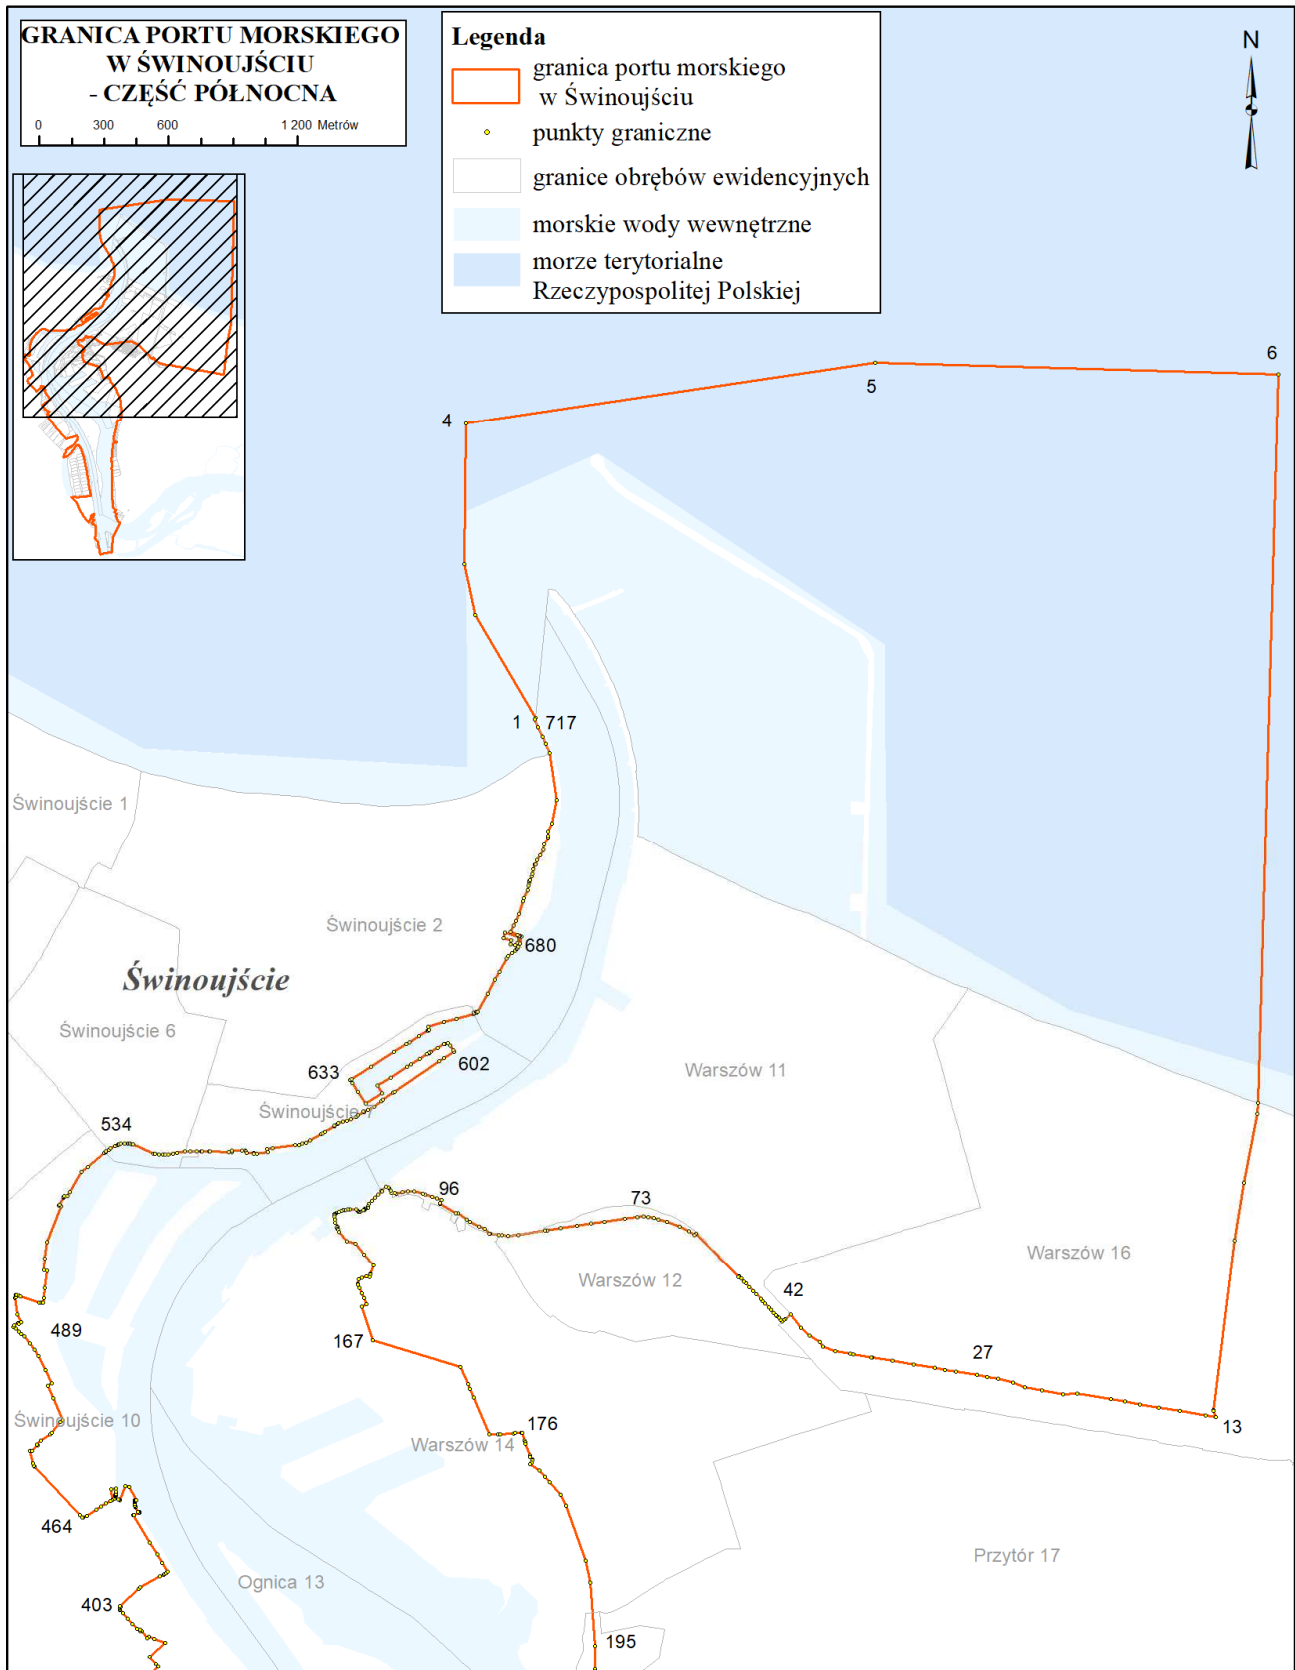 GRANICA PORTU MORSKIEGO
W ŚWINOUJŚCIU
- CZĘŚĆ PÓŁNOCNA
0 300 600 1 200 Metrów
Legenda
granica portu morskiego
w Świnoujściu
punkty graniczne
granice obrębów ewidencyjnych
morskie wody wewnętrzne
morze terytorialne
Rzeczypospolitej Polskiej
N
6
5
4
1
717
Świnoujście 1
Świnoujście 2
680
Świnoujście
Świnoujście 6
633
602
Warszów 11
Świnoujście 7
534
96
73
Warszów 16
Warszów 12
42
489
167
27
Świnoujście 10
176
13
Warszów 14
464
Przytór 17
Ognica 13
403
195